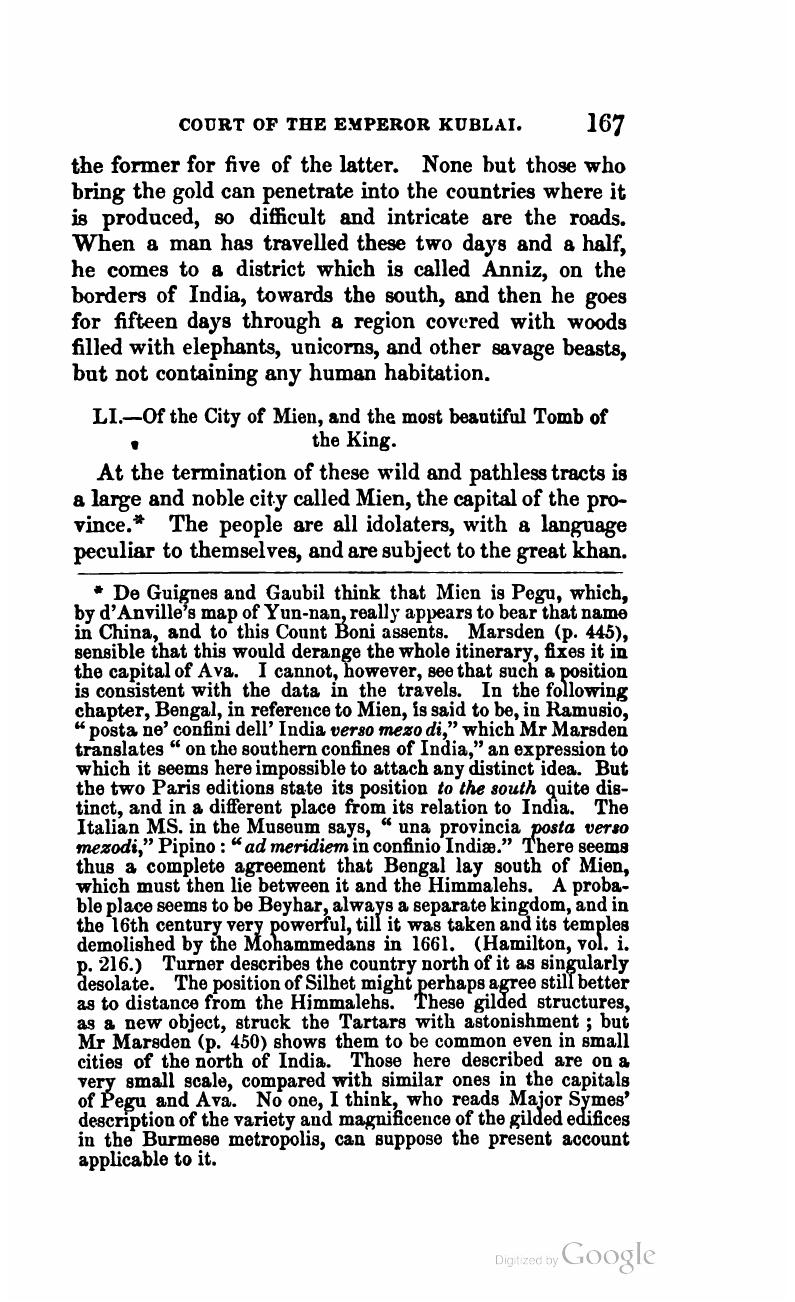 COURT OF THE EMPEROR KUBLAI. 167
the former for five of the latter. None but those who
bring the gold can penetrate into the countries where it
is produced, so difficult and intricate are the roads.
When a man has travelled these two days and a half,
he comes to a district which is called Anniz, on the
borders of India, towards the south, and then he goes
for fifteen days through a region covered with woods
filled with elephants, unicorns, and other savage beasts,
but not containing any human habitation.
LI.—Of the City of Mien, and the most beautiful Tomb of
the King.
At the termination of these wild and pathless tracts is
a large and noble city called Mien, the capital of the pro-
vince.* The people are all idolaters, with a language
peculiar to themselves, and are subject to the great khan.
* De Guignes and Gaubil think that Mien is Pegu, which,
by d'Anville's map of Yun-nan, really appears to bear that name
in China, and to this Count Boni assents. Marsden (p. 445),
sensible that this would derange the whole itinerary, fixes it in
the capital of Ava. I cannot, however, see that such a position
is consistent with the data in the travels. In the following
chapter, Bengal, in reference to Mien, is said to be, in Ramusio,
“posta ne' confini dell' India verso mezo di,” which Mr Marsden
translates “on the southern confines of India,” an expression to
which it seems here impossible to attach any distinct idea. But
the two Paris editions state its position to the south quite dis-
tinct, and in a different place from its relation to India. The
Italian MS. in the Museum says, “una provincia posta verso
mezodi,” Pipino: “ad meridiem in confinio Indiæ.” There seems
thus a complete agreement that Bengal lay south of Mien,
which must then lie between it and the Himmalehs. A proba-
ble place seems to be Beyhar, always a separate kingdom, and in
the 16th century very powerful, till it was taken and its temples
demolished by the Mohammedans in 1661. (Hamilton, vol. i.
p. 216.) Turner describes the country north of it as singularly
desolate. The position of Silhet might perhaps agree still better
as to distance from the Himmalehs. These gilded structures,
as a new object, struck the Tartars with astonishment; but
Mr Marsden (p. 450) shows them to be common even in small
cities of the north of India. Those here described are on a
very small scale, compared with similar ones in the capitals
of Pegu and Ava. No one, I think, who reads Major Symes'
description of the variety and magnificence of the gilded edifices
in the Burmese metropolis, can suppose the present account
applicable to it.
Digitized by Google